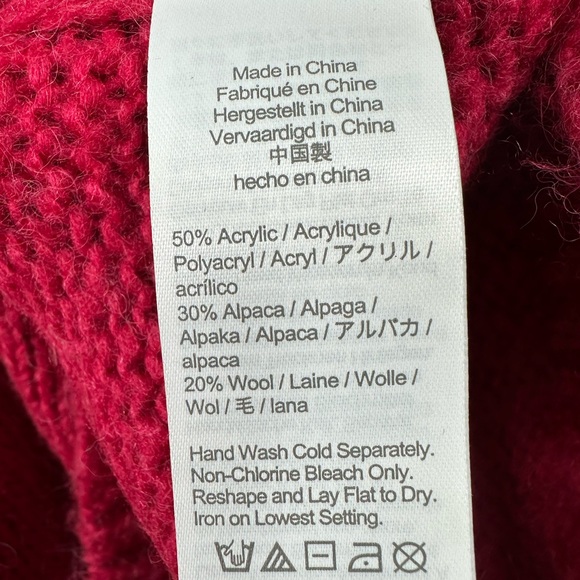 Made in China
Fabriqué en Chine
Hergestellt in China
Vervaardigd in China
中国製
hecho en china
50% Acrylic / Acrylique /
Polyacryl / Acryl / アクリル /
acrílico
30% Alpaca / Alpaga /
Alpaka / Alpaca / アルパカ /
alpaca
20% Wool / Laine / Wolle /
Wol / 毛 / lana
Hand Wash Cold Separately.
Non-Chlorine Bleach Only.
Reshape and Lay Flat to Dry.
Iron on Lowest Setting.